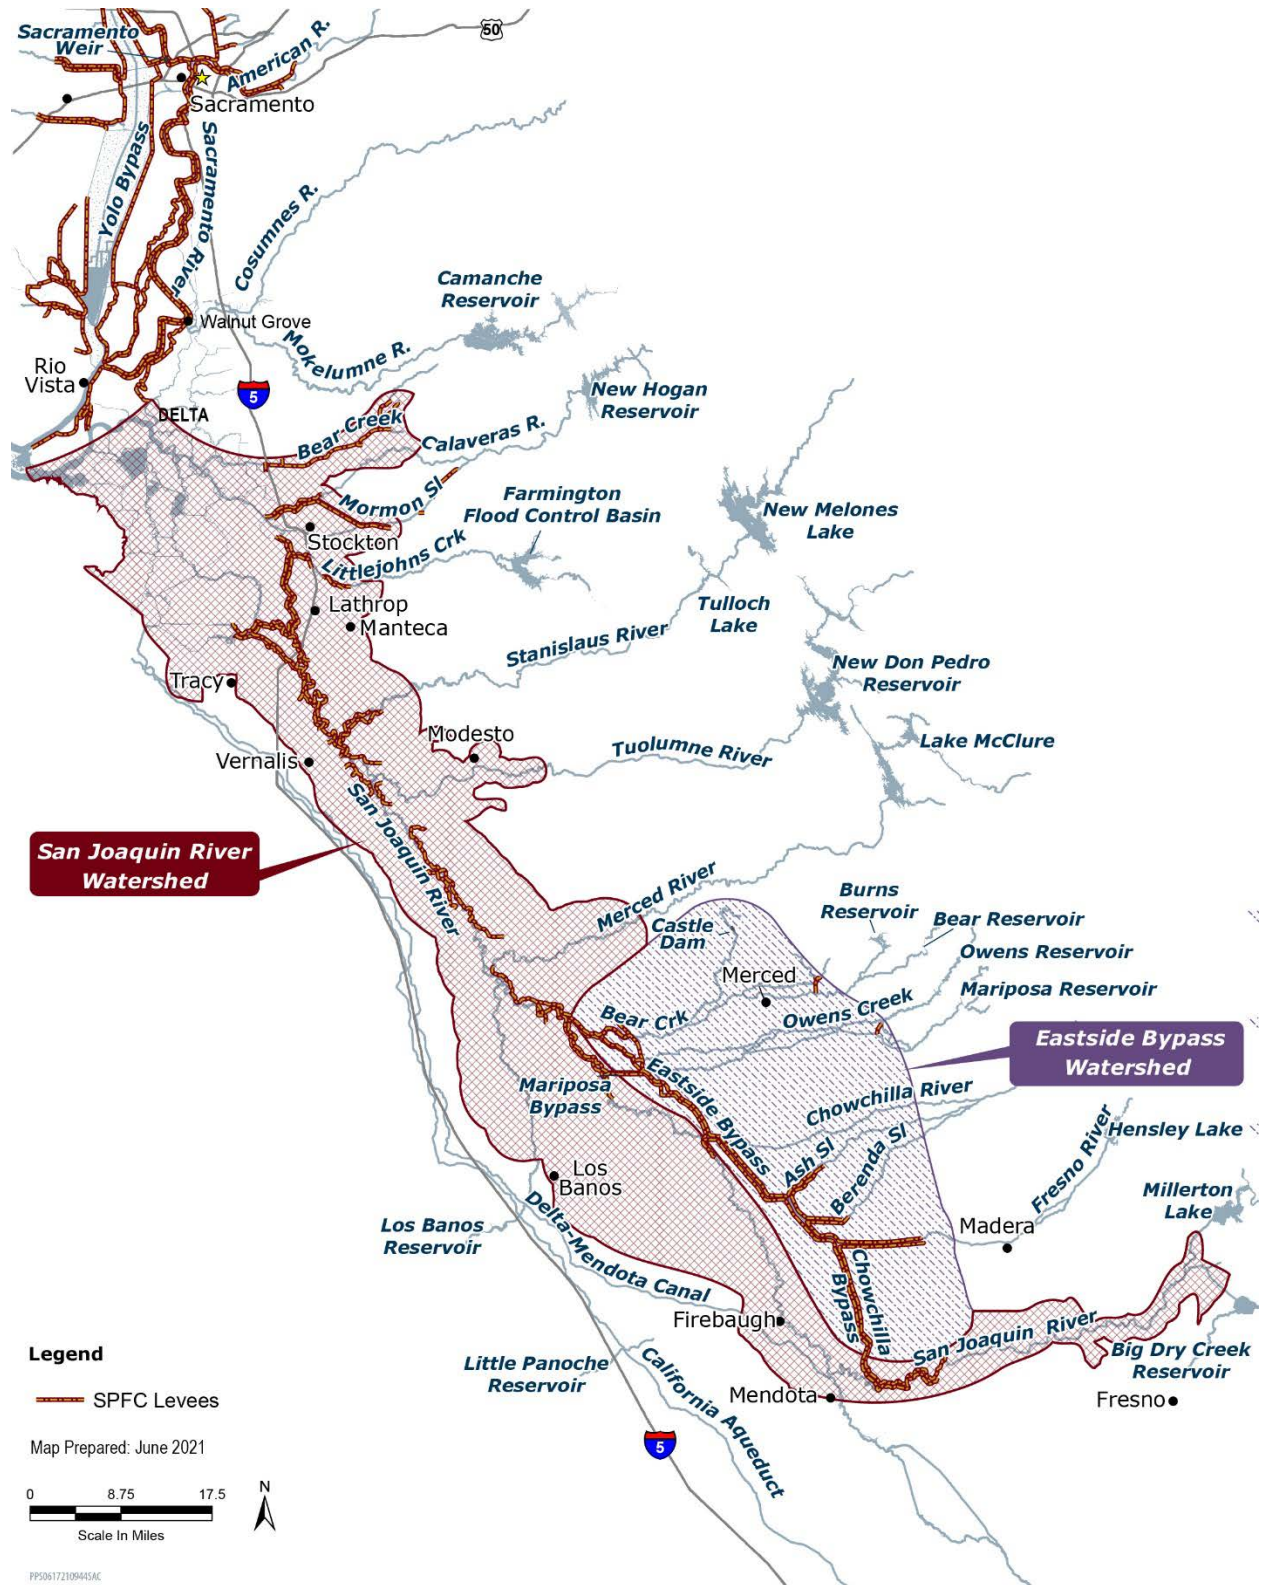 50
Sacramento
Weir
American R.
Sacramento
Yolo Bypass
Sacramento River
Cosumnes R.
Camanche
Reservoir
Walnut Grove
Mokelumne R.
Rio
Vista
5
DELTA
New Hogan
Reservoir
Bear Creek
Calaveras R.
Mormon Sl
Farmington
Flood Control Basin
New Melones
Lake
Stockton
Littlejohns Crk
Lathrop
Manteca
Tulloch
Lake
Stanislaus River
New Don Pedro
Reservoir
Tracy
Modesto
Lake McClure
Vernalis
Tuolumne River
San Joaquin River
San Joaquin River
Watershed
Merced River
Burns
Reservoir
Castle
Dam
Bear Reservoir
Owens Reservoir
Merced
Mariposa Reservoir
Bear Crk
Owens Creek
Eastside Bypass
Watershed
Mariposa
Bypass
Eastside Bypass
Chowchilla River
Fresno River
Hensley Lake
Ash Sl
Berenda Sl
Los
Banos
Millerton
Lake
Los Banos
Reservoir
Delta-Mendota Canal
Madera
Chowchilla
Bypass
Firebaugh
San Joaquin River
Big Dry Creek
Reservoir
Little Panoche
Reservoir
California Aqueduct
Mendota
Fresno
5
Legend
SPFC Levees
Map Prepared: June 2021
0 8.75 17.5
Scale In Miles
N
PPS0617210944SAC